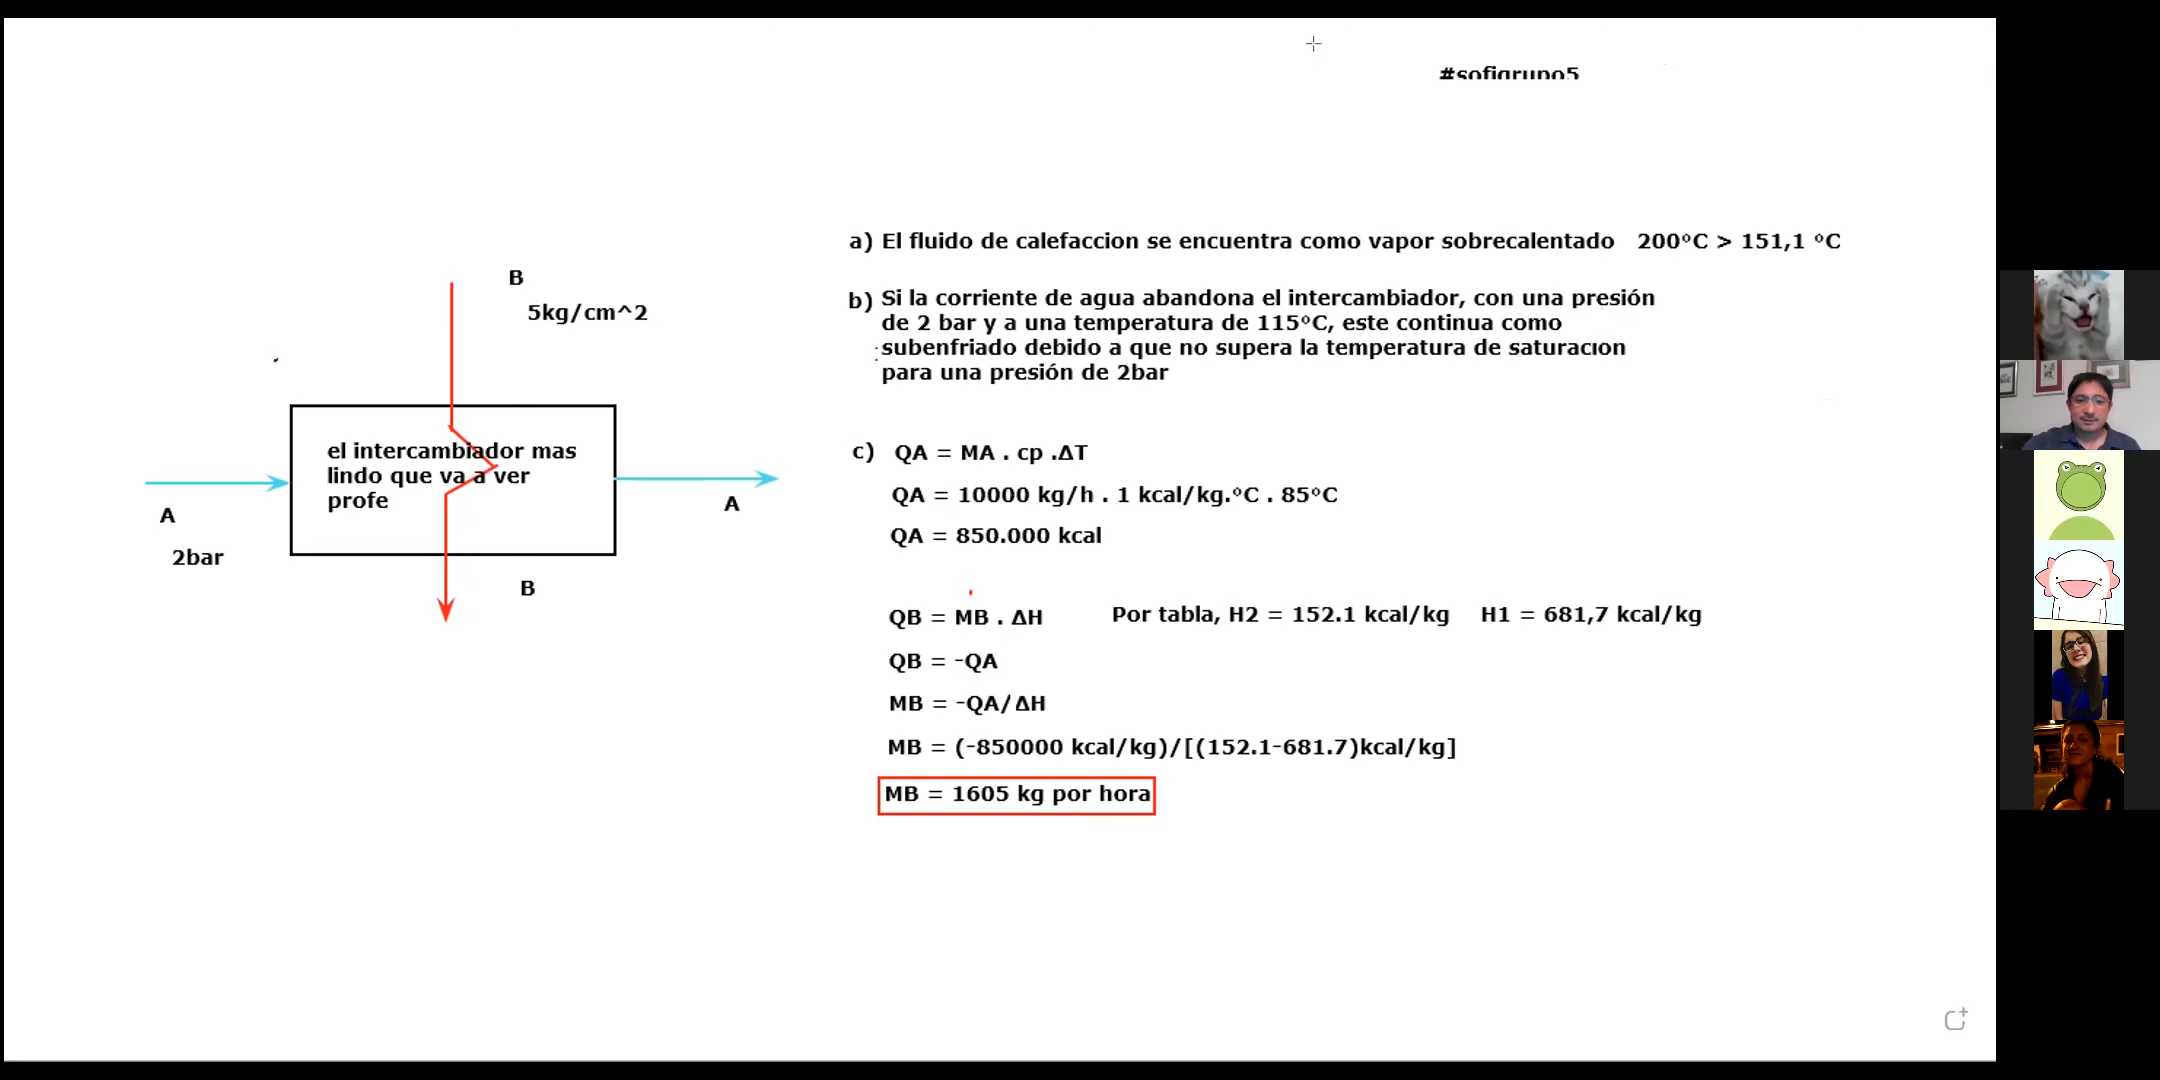 #sofigrupo5
a) El fluido de calefaccion se encuentra como vapor sobrecalentado 200ºC > 151,1 ºC
B
5kg/cm^2
b) Si la corriente de agua abandona el intercambiador, con una presión
de 2 bar y a una temperatura de 115ºC, este continua como
subenfriado debido a que no supera la temperatura de saturacion
para una presión de 2bar
el intercambiador mas
lindo que va a ver
profe
A
2bar
A
B
c) QA = MA . cp .ΔT
QA = 10000 kg/h . 1 kcal/kg.ºC . 85ºC
QA = 850.000 kcal
QB = MB . ΔH Por tabla, H2 = 152.1 kcal/kg H1 = 681,7 kcal/kg
QB = -QA
MB = -QA/ΔH
MB = (-850000 kcal/kg)/[(152.1-681.7)kcal/kg]
MB = 1605 kg por hora